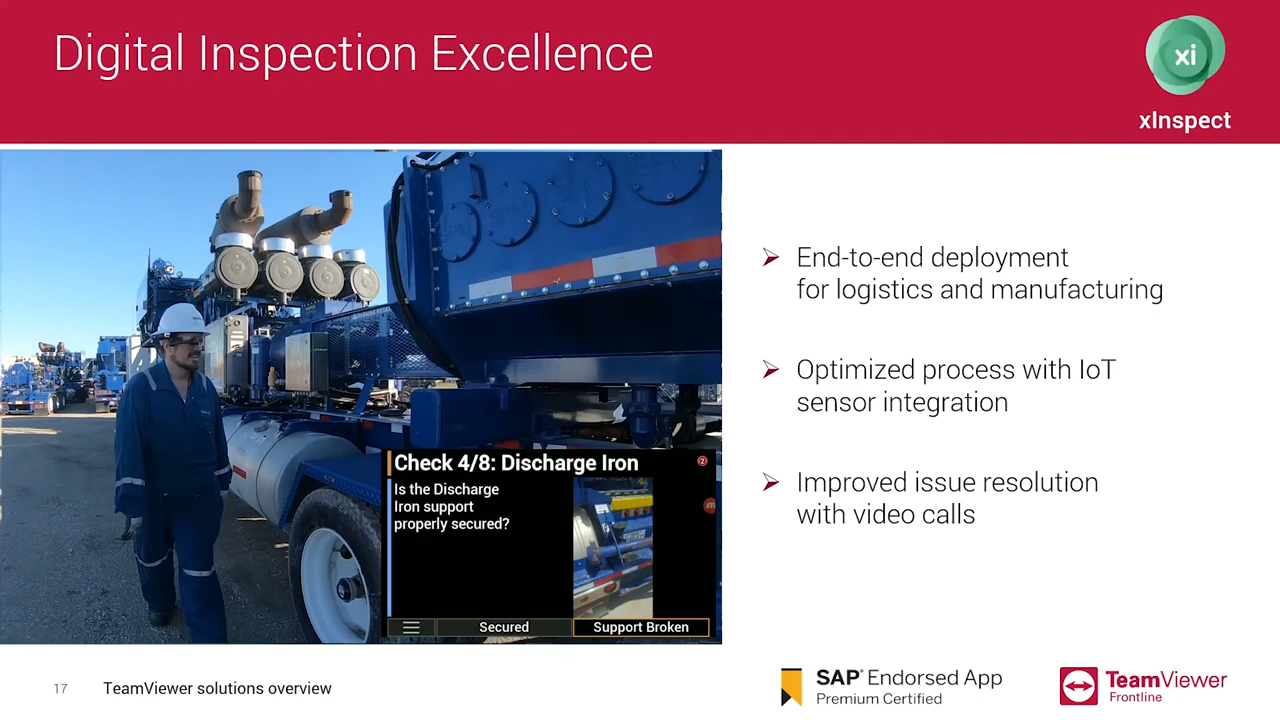 Digital Inspection Excellence
xi
xInspect
End-to-end deployment
for logistics and manufacturing
Optimized process with IoT
sensor integration
Improved issue resolution
with video calls
Check 4/8: Discharge Iron
2
Is the Discharge
Iron support
properly secured?
Secured
Support Broken
17
TeamViewer solutions overview
SAP® Endorsed App
Premium Certified
TeamViewer
Frontline